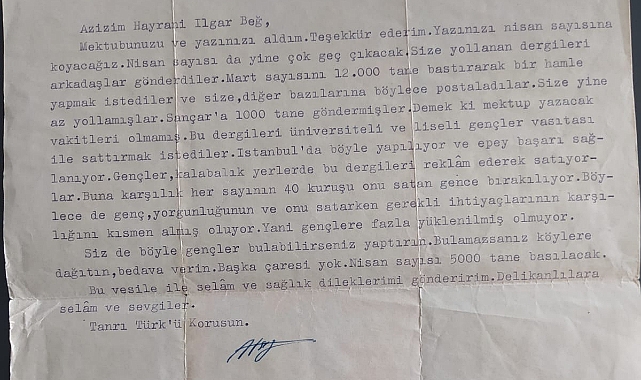 Azizim Hayrani Ilgar Beğ,
Mektubunuzu ve yazınızı aldım.Teşekkür ederim.Yazınızı nisan sayısına
koyacağız.Nisan sayısı da yine çok geç çıkacak.Size yollanan dergileri
arkadaşlar gönderdiler.Mart sayısını 12.000 tane bastırarak bir hamle
yapmak istediler ve size,diğer bazılarına böylece postaladılar.Size yine
az yollamışlar.Sançar'a 1000 tane göndermişler.Demek ki mektup yazacak
vakitleri olmamış.Bu dergileri üniversiteli ve liseli gençler vasıtası
ile sattırmak istediler.Istanbul'da böyle yapılıyor ve epey başarı sağ-
lanıyor.Gençler,kalabalık yerlerde bu dergileri reklâm ederek satıyor-
lar.Buna karşılık her sayının 40 kuruşu onu satan gence bırakılıyor.Böy-
lece de genç,yorgunluğunun ve onu satarken gerekli ihtiyaçlarının karşı-
lığını kısmen almış oluyor.Yani gençlere fazla yüklenilmiş olmuyor.
Siz de böyle gençler bulabilirseniz yaptırın.Bulamazsanız köylere
dağıtın,bedava verin.Başka çaresi yok.Nisan sayısı 5000 tane basılacak.
Bu vesile ile selâm ve sağlık dileklerimi gönderirim.Delikanlılara
selâm ve sevgiler.
Tanrı Türk'ü Korusun.